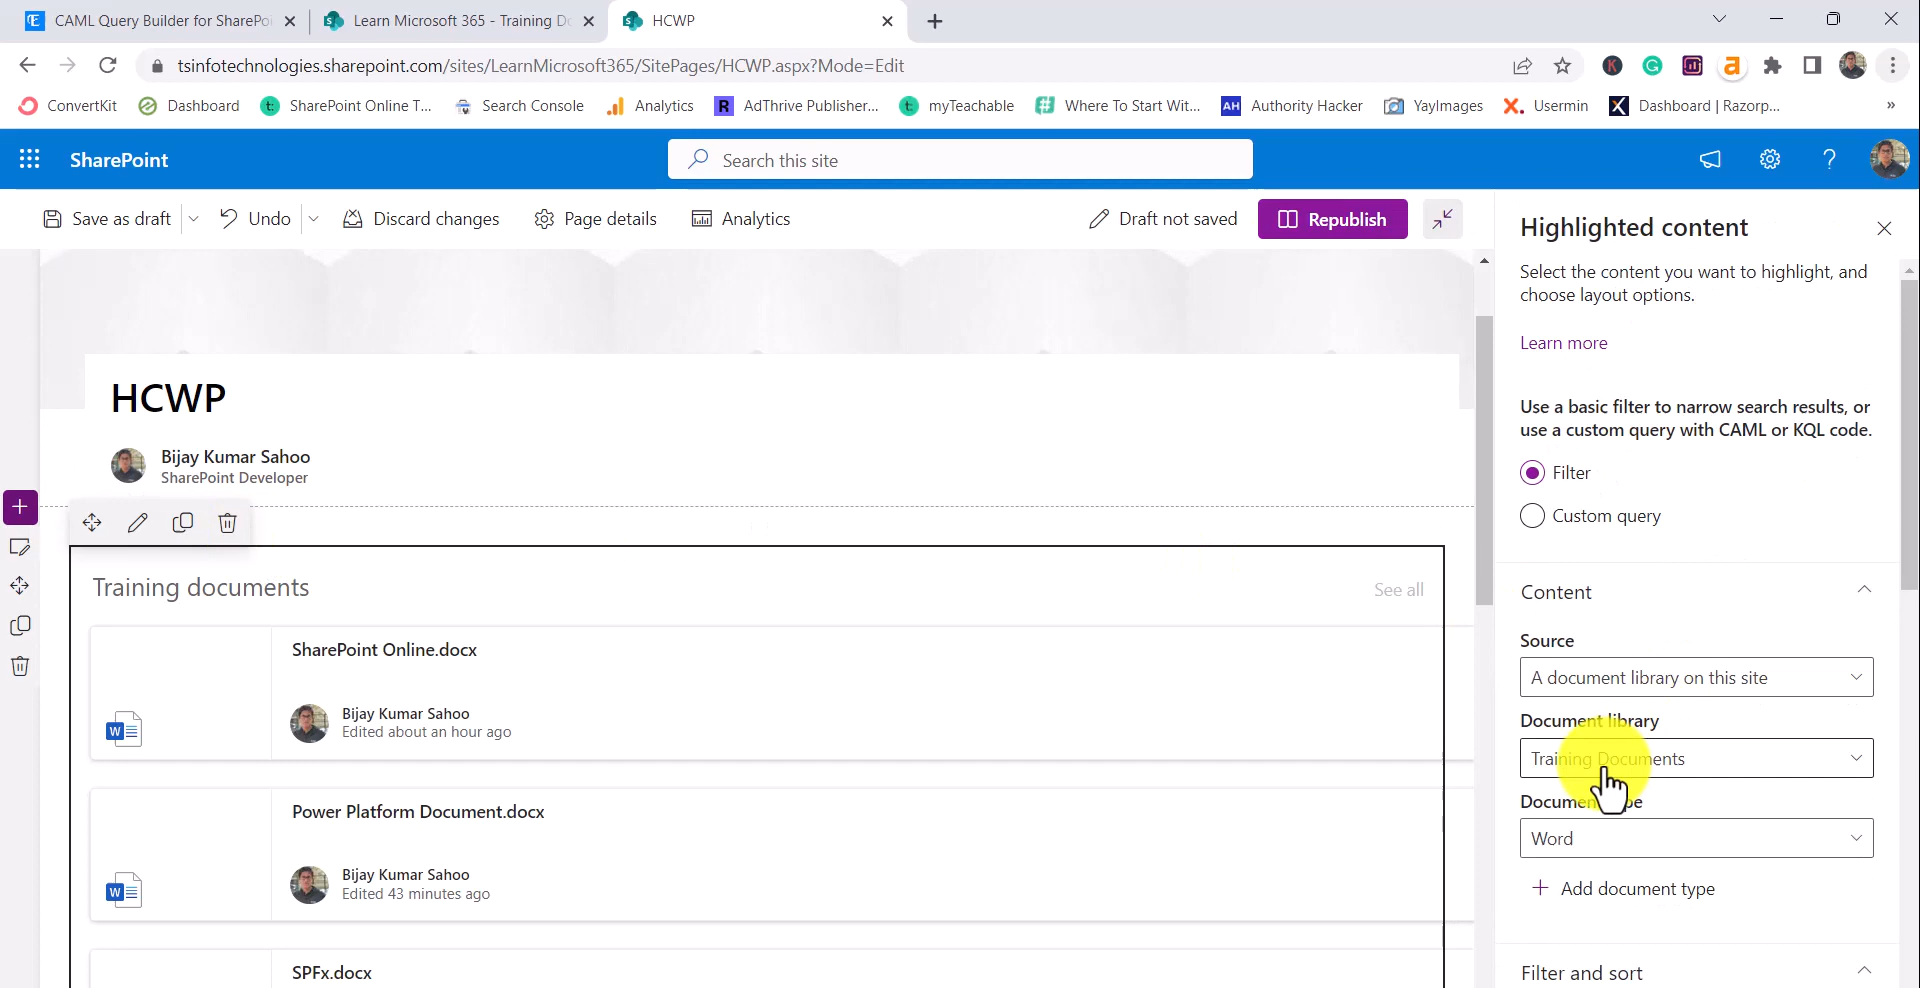 CAML Query Builder for SharePoi
Learn Microsoft 365 - Training Do
HCWP
tsinfotechnologies.sharepoint.com/sites/LearnMicrosoft365/SitePages/HCWP.aspx?Mode=Edit
ConvertKit
Dashboard
SharePoint Online T...
Search Console
Analytics
AdThrive Publisher...
myTeachable
Where To Start Wit...
Authority Hacker
YayImages
Usermin
Dashboard | Razorp...
SharePoint
Search this site
Save as draft
Undo
Discard changes
Page details
Analytics
Draft not saved
Republish
HCWP
Bijay Kumar Sahoo
SharePoint Developer
Training documents
See all
SharePoint Online.docx
Bijay Kumar Sahoo
Edited about an hour ago
Power Platform Document.docx
Bijay Kumar Sahoo
Edited 43 minutes ago
SPFx.docx
Highlighted content
Select the content you want to highlight, and
choose layout options.
Learn more
Use a basic filter to narrow search results, or
use a custom query with CAML or KQL code.
Filter
Custom query
Content
Source
A document library on this site
Document library
Training Documents
Word
Add document type
Filter and sort